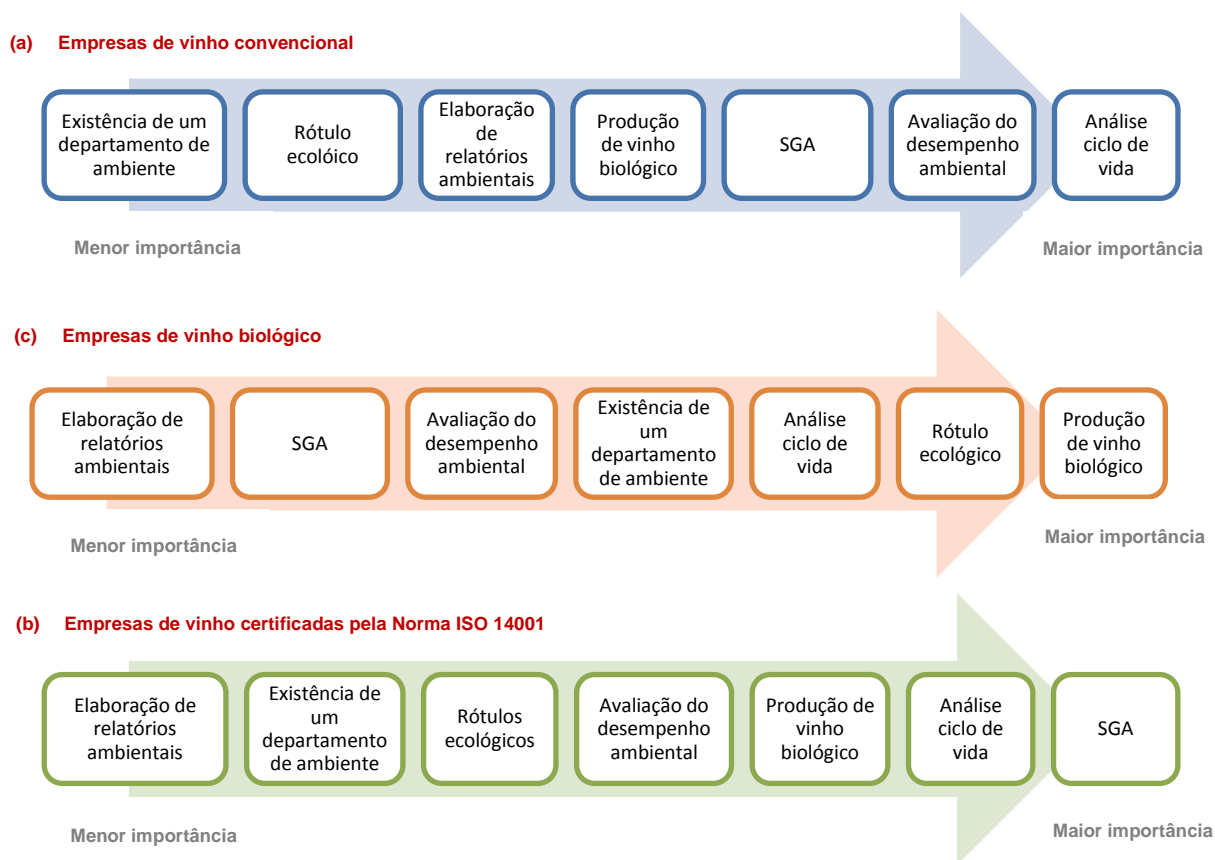 (a) Empresas de vinho convencional
Existência de um
departamento de
ambiente
Rótulo
ecolóico
Elaboração
de
relatórios
ambientais
Produção
de vinho
biológico
SGA
Avaliação do
desempenho
ambiental
Análise
ciclo de
vida
Menor importância
Maior importância
(c) Empresas de vinho biológico
Elaboração de
relatórios
ambientais
SGA
Avaliação do
desempenho
ambiental
Existência de
um
departamento
de ambiente
Análise
ciclo de
vida
Rótulo
ecológico
Produção
de vinho
biológico
Menor importância
Maior importância
(b) Empresas de vinho certificadas pela Norma ISO 14001
Elaboração de
relatórios
ambientais
Existência de
um
departamento
de ambiente
Rótulos
ecológicos
Avaliação do
desempenho
ambiental
Produção de
vinho
biológico
Análise
ciclo de
vida
SGA
Menor importância
Maior importância